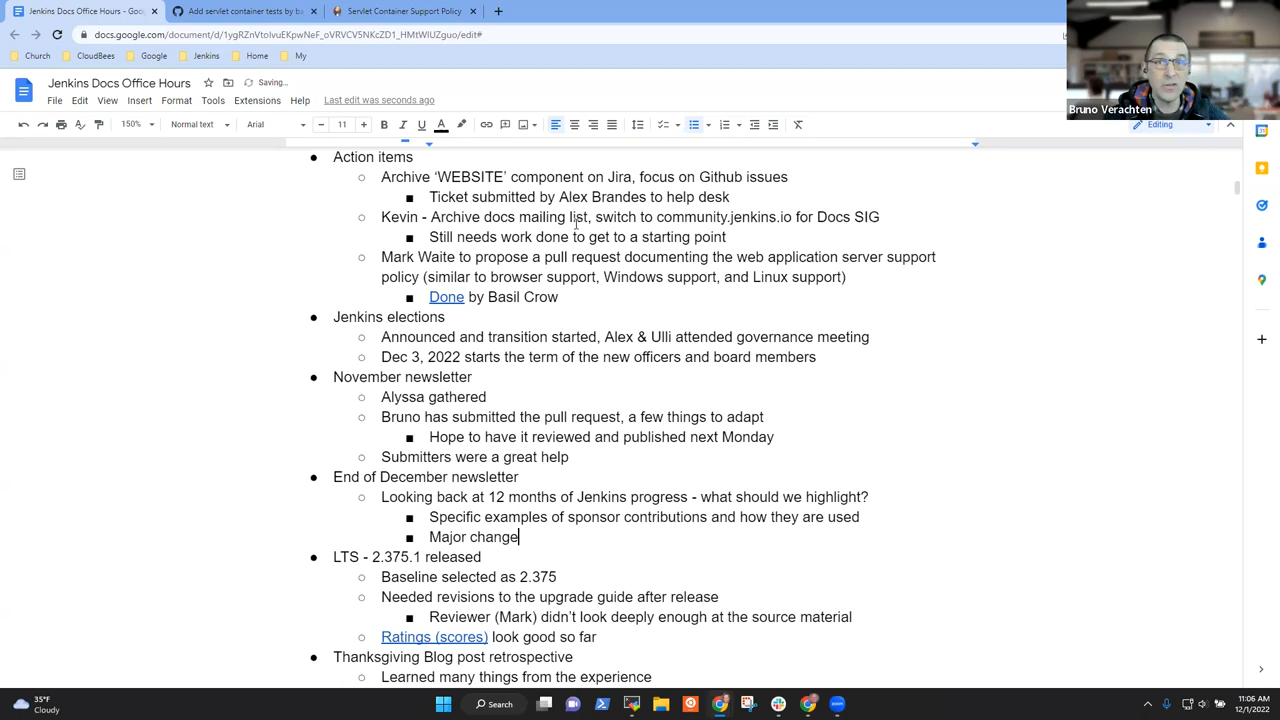 Jenkins Docs Office Hours - Goo
Add servlet container tests by ba
Servlet Container Support Policy
docs.google.com/document/d/1ygRZnVtoIvuEKpwNeF_oVRVCV5NKcZD1_HMtWlUZguo/edit#
Church
CloudBees
Google
Jenkins
Home
My
Jenkins Docs Office Hours
Saving...
File Edit View Insert Format Tools Extensions Help
Last edit was seconds ago
150%
Normal text
Arial
11
Editing
Bruno Verachten
● Action items
○ Archive ‘WEBSITE’ component on Jira, focus on Github issues
■ Ticket submitted by Alex Brandes to help desk
○ Kevin - Archive docs mailing list, switch to community.jenkins.io for Docs SIG
■ Still needs work done to get to a starting point
○ Mark Waite to propose a pull request documenting the web application server support
policy (similar to browser support, Windows support, and Linux support)
■ Done by Basil Crow
● Jenkins elections
○ Announced and transition started, Alex & Ulli attended governance meeting
○ Dec 3, 2022 starts the term of the new officers and board members
● November newsletter
○ Alyssa gathered
○ Bruno has submitted the pull request, a few things to adapt
■ Hope to have it reviewed and published next Monday
○ Submitters were a great help
● End of December newsletter
○ Looking back at 12 months of Jenkins progress - what should we highlight?
■ Specific examples of sponsor contributions and how they are used
■ Major change
● LTS - 2.375.1 released
○ Baseline selected as 2.375
○ Needed revisions to the upgrade guide after release
■ Reviewer (Mark) didn’t look deeply enough at the source material
○ Ratings (scores) look good so far
● Thanksgiving Blog post retrospective
○ Learned many things from the experience
35°F
Cloudy
Search
11:06 AM
12/1/2022